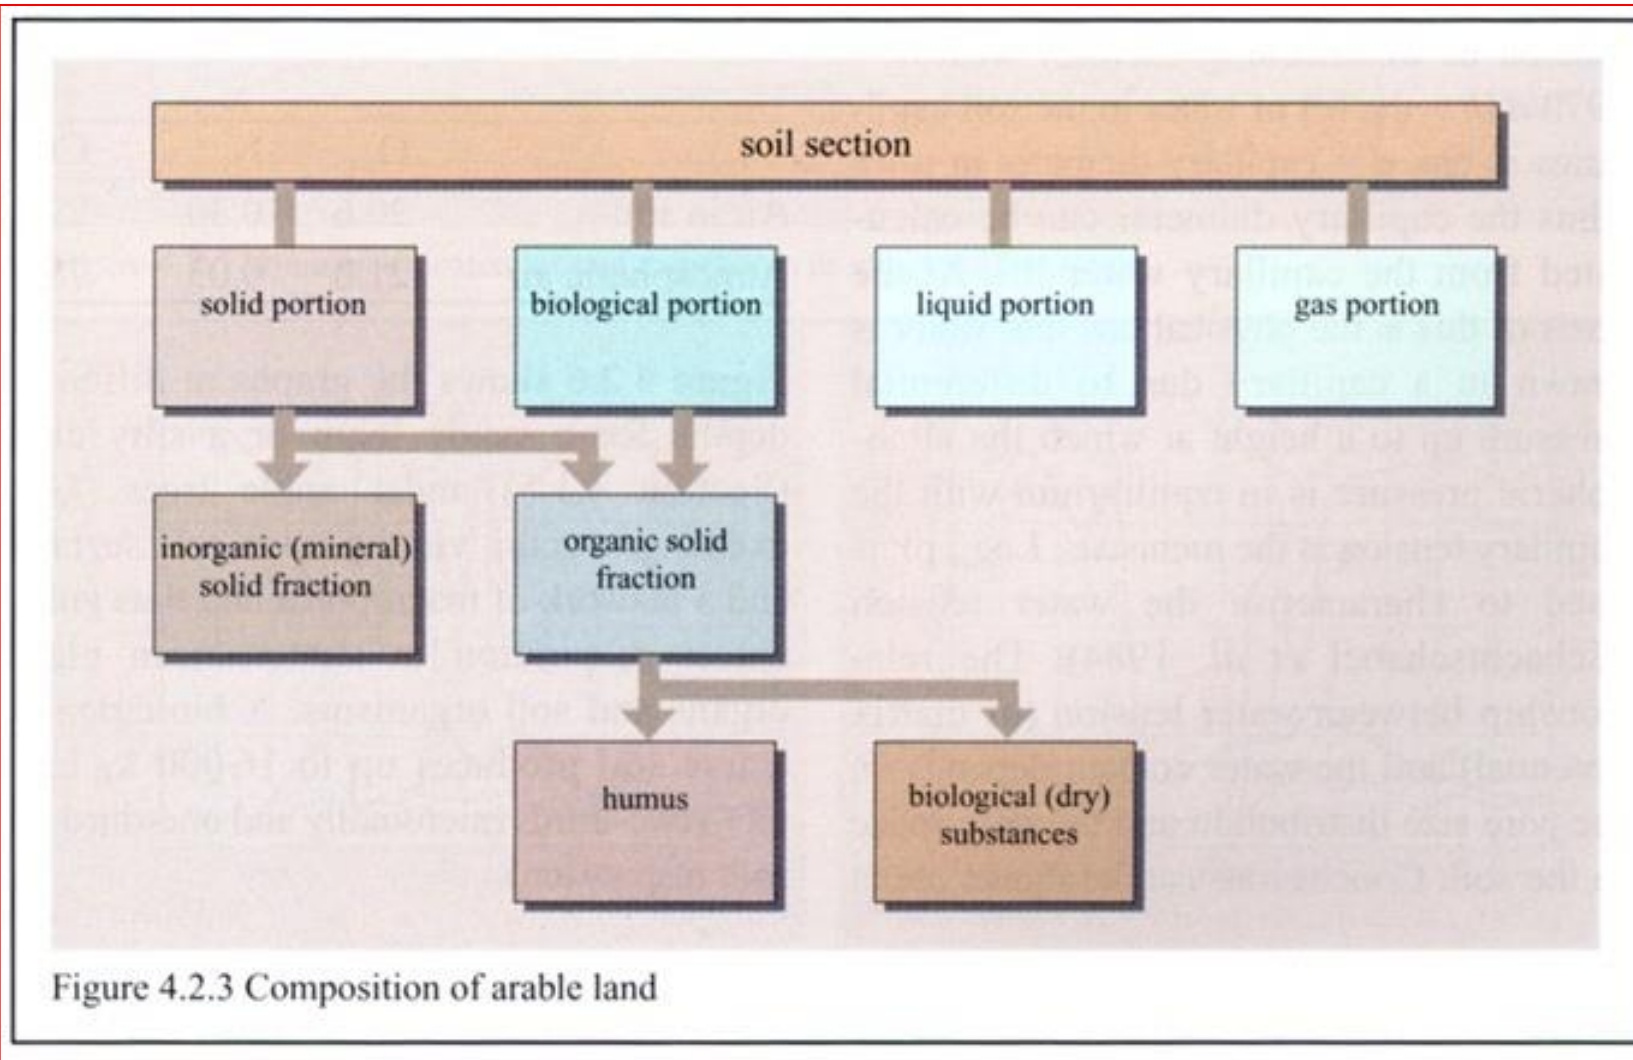 soil section
solid portion
biological portion
liquid portion
gas portion
inorganic (mineral)
solid fraction
organic solid
fraction
humus
biological (dry)
substances
Figure 4.2.3 Composition of arable land